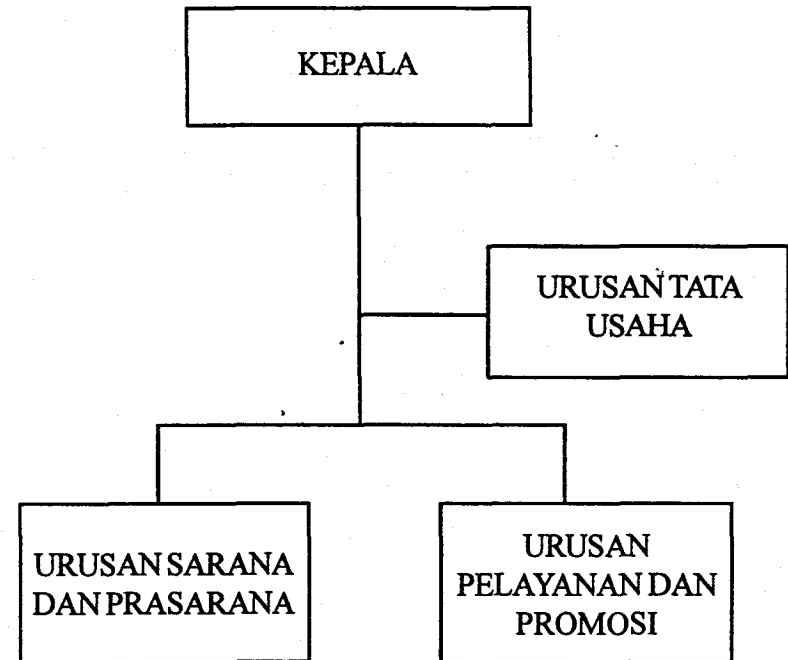 KEPALA
URUSAN TATA
USAHA
URUSAN SARANA
DAN PRASARANA
URUSAN
PELAYANAN DAN
PROMOSI